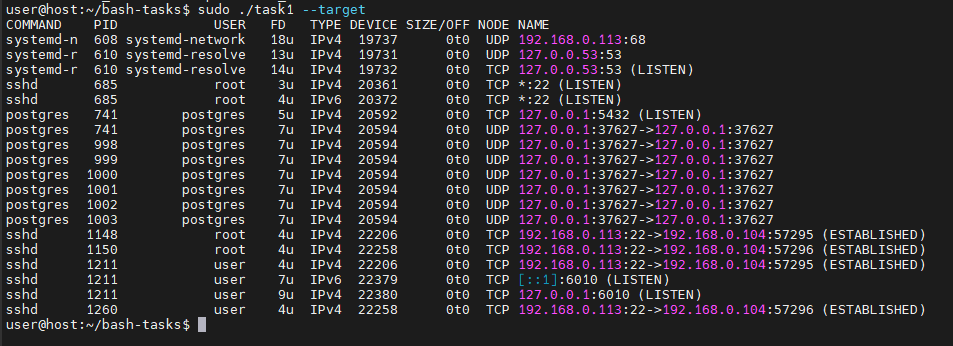 user@host:~/bash-tasks$ sudo ./task1 --target
COMMAND    PID            USER   FD   TYPE DEVICE SIZE/OFF NODE NAME
systemd-n  608 systemd-network   18u  IPv4  19737      0t0  UDP 192.168.0.113:68
systemd-r  610 systemd-resolve   13u  IPv4  19731      0t0  UDP 127.0.0.53:53
systemd-r  610 systemd-resolve   14u  IPv4  19732      0t0  TCP 127.0.0.53:53 (LISTEN)
sshd       685            root    3u  IPv4  20361      0t0  TCP *:22 (LISTEN)
sshd       685            root    4u  IPv6  20372      0t0  TCP *:22 (LISTEN)
postgres   741        postgres    5u  IPv4  20592      0t0  TCP 127.0.0.1:5432 (LISTEN)
postgres   741        postgres    7u  IPv4  20594      0t0  UDP 127.0.0.1:37627->127.0.0.1:37627
postgres   998        postgres    7u  IPv4  20594      0t0  UDP 127.0.0.1:37627->127.0.0.1:37627
postgres   999        postgres    7u  IPv4  20594      0t0  UDP 127.0.0.1:37627->127.0.0.1:37627
postgres  1000        postgres    7u  IPv4  20594      0t0  UDP 127.0.0.1:37627->127.0.0.1:37627
postgres  1001        postgres    7u  IPv4  20594      0t0  UDP 127.0.0.1:37627->127.0.0.1:37627
postgres  1002        postgres    7u  IPv4  20594      0t0  UDP 127.0.0.1:37627->127.0.0.1:37627
postgres  1003        postgres    7u  IPv4  20594      0t0  UDP 127.0.0.1:37627->127.0.0.1:37627
sshd      1148            root    4u  IPv4  22206      0t0  TCP 192.168.0.113:22->192.168.0.104:57295 (ESTABLISHED)
sshd      1150            root    4u  IPv4  22258      0t0  TCP 192.168.0.113:22->192.168.0.104:57296 (ESTABLISHED)
sshd      1211            user    4u  IPv4  22206      0t0  TCP 192.168.0.113:22->192.168.0.104:57295 (ESTABLISHED)
sshd      1211            user    7u  IPv6  22379      0t0  TCP [::1]:6010 (LISTEN)
sshd      1211            user    9u  IPv4  22380      0t0  TCP 127.0.0.1:6010 (LISTEN)
sshd      1260            user    4u  IPv4  22258      0t0  TCP 192.168.0.113:22->192.168.0.104:57296 (ESTABLISHED)
user@host:~/bash-tasks$